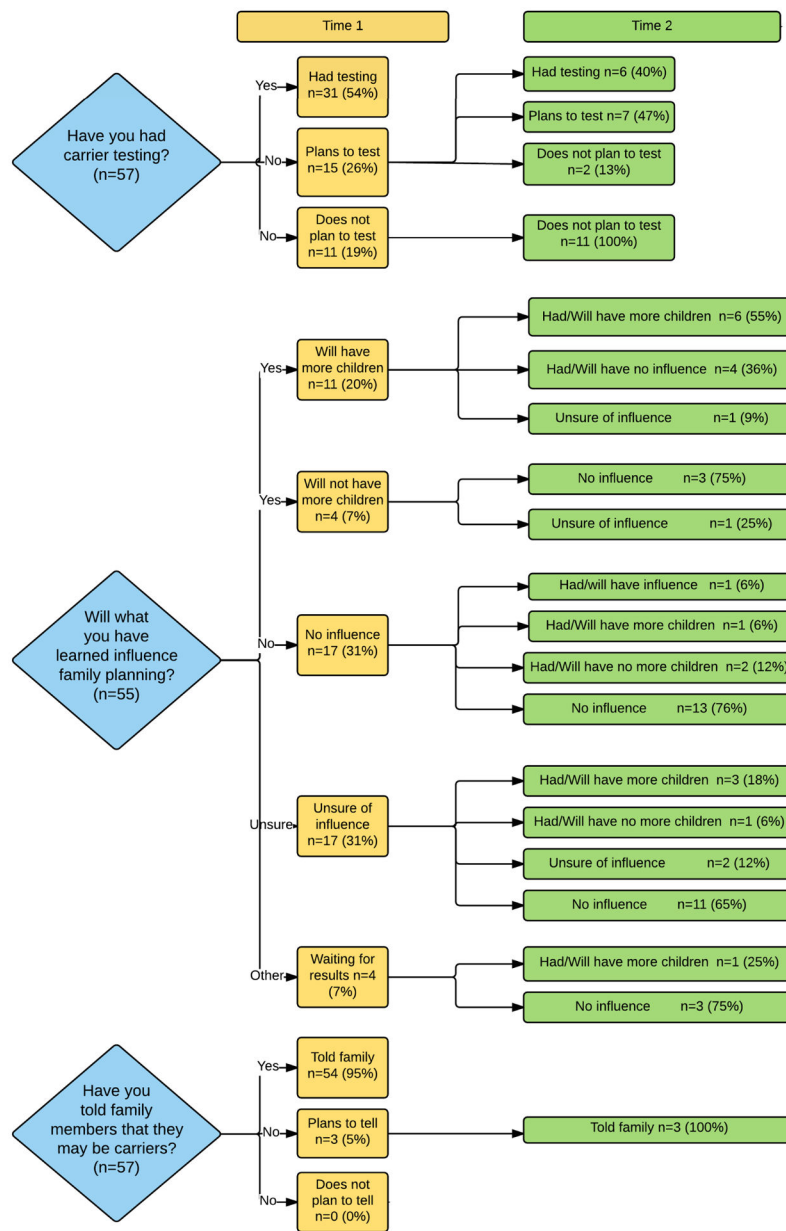 Time 1
Time 2
Have you had
carrier testing?
(n=57)
Yes
Had testing
n=31 (54%)
Had testing n=6 (40%)
Plans to test n=7 (47%)
No
Plans to test
n=15 (26%)
Does not plan to test
n=2 (13%)
No
Does not
plan to test
n=11 (19%)
Does not plan to test
n=11 (100%)
Will what
you have
learned influence
family planning?
(n=55)
Yes
Will have
more children
n=11 (20%)
Had/Will have more children n=6 (55%)
Had/Will have no influence n=4 (36%)
Unsure of influence n=1 (9%)
Yes
Will not have
more children
n=4 (7%)
No influence n=3 (75%)
Unsure of influence n=1 (25%)
No
No influence
n=17 (31%)
Had/will have influence n=1 (6%)
Had/Will have more children n=1 (6%)
Had/Will have no more children n=2 (12%)
No influence n=13 (76%)
Unsure
Unsure of
influence
n=17 (31%)
Had/Will have more children n=3 (18%)
Had/Will have no more children n=1 (6%)
Unsure of influence n=2 (12%)
No influence n=11 (65%)
Other
Waiting for
results n=4
(7%)
Had/Will have more children n=1 (25%)
No influence n=3 (75%)
Have you
told family
members that they
may be carriers?
(n=57)
Yes
Told family
n=54 (95%)
No
Plans to tell
n=3 (5%)
Told family n=3 (100%)
No
Does not
plan to tell
n=0 (0%)